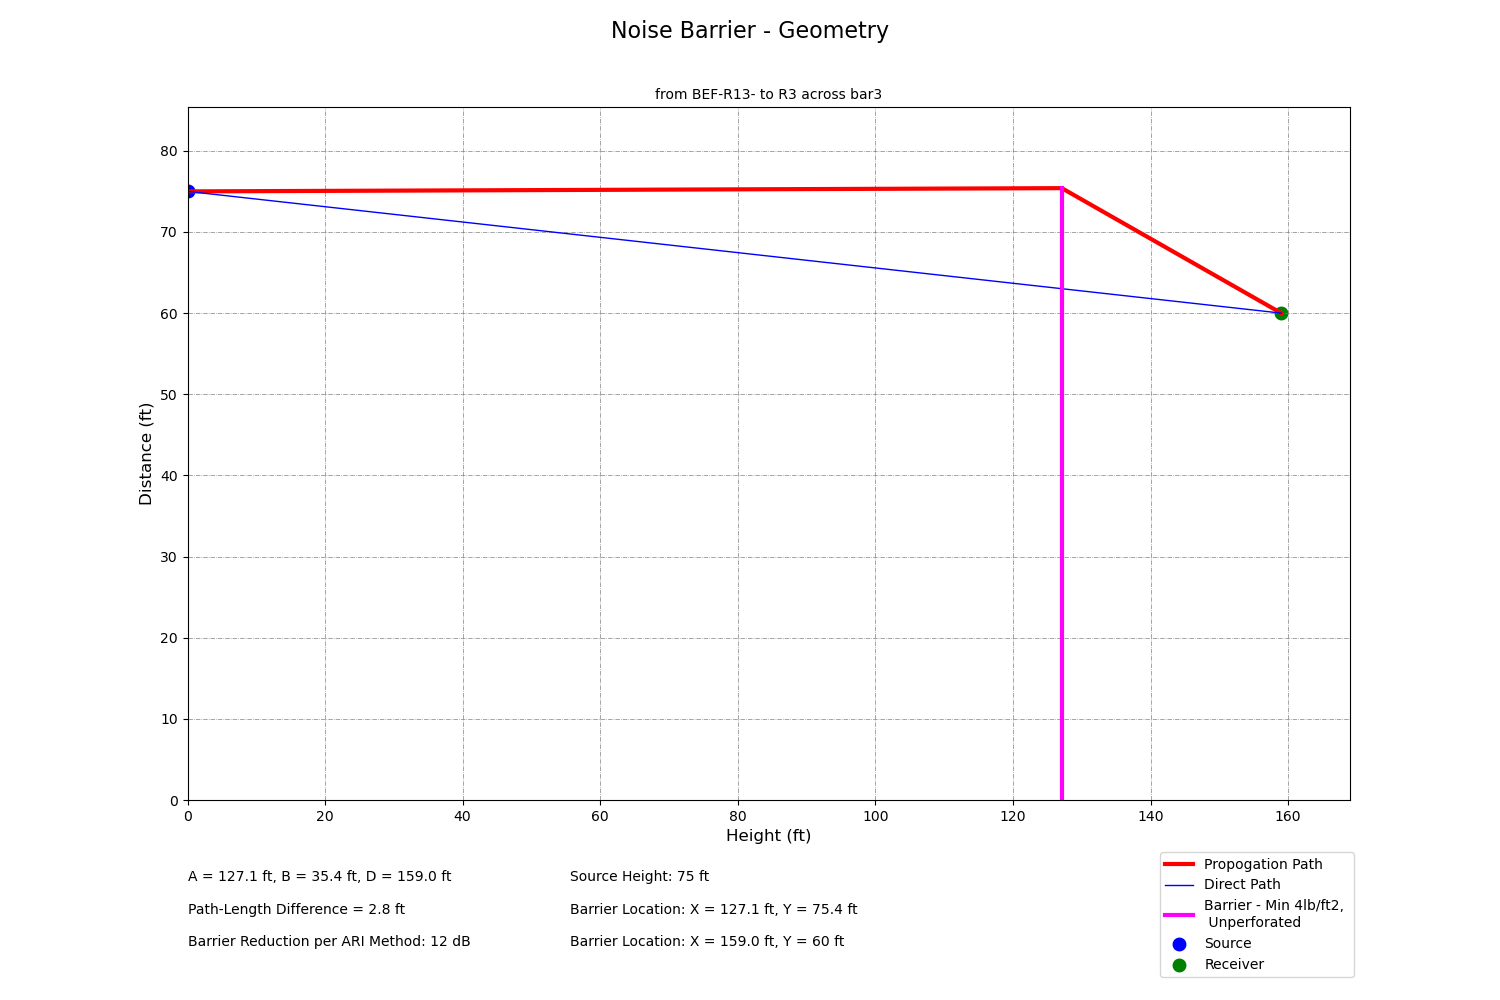 Noise Barrier - Geometry
from BEF-R13- to R3 across bar3
80
70
60
50
40
30
20
10
0
Distance (ft)
0 20 40 60 80 100 120 140 160
Height (ft)
A = 127.1 ft, B = 35.4 ft, D = 159.0 ft
Path-Length Difference = 2.8 ft
Barrier Reduction per ARI Method: 12 dB
Source Height: 75 ft
Barrier Location: X = 127.1 ft, Y = 75.4 ft
Barrier Location: X = 159.0 ft, Y = 60 ft
Propogation Path
Direct Path
Barrier - Min 4lb/ft2,
Unperforated
Source
Receiver